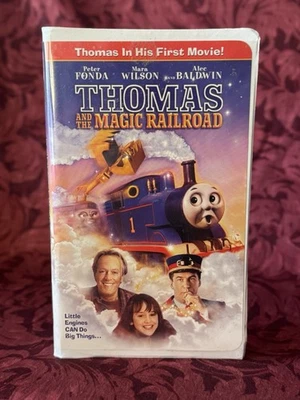 Thomas In His First Movie!
Peter FONDA Mara WILSON AND Alec BALDWIN
THOMAS
AND THE MAGIC RAILROAD
Little
Engines
CAN Do
Big Things...